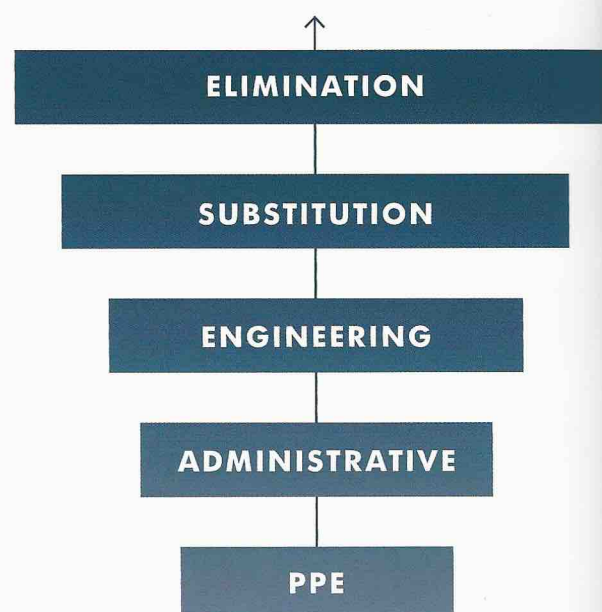 ELIMINATION
SUBSTITUTION
ENGINEERING
ADMINISTRATIVE
PPE